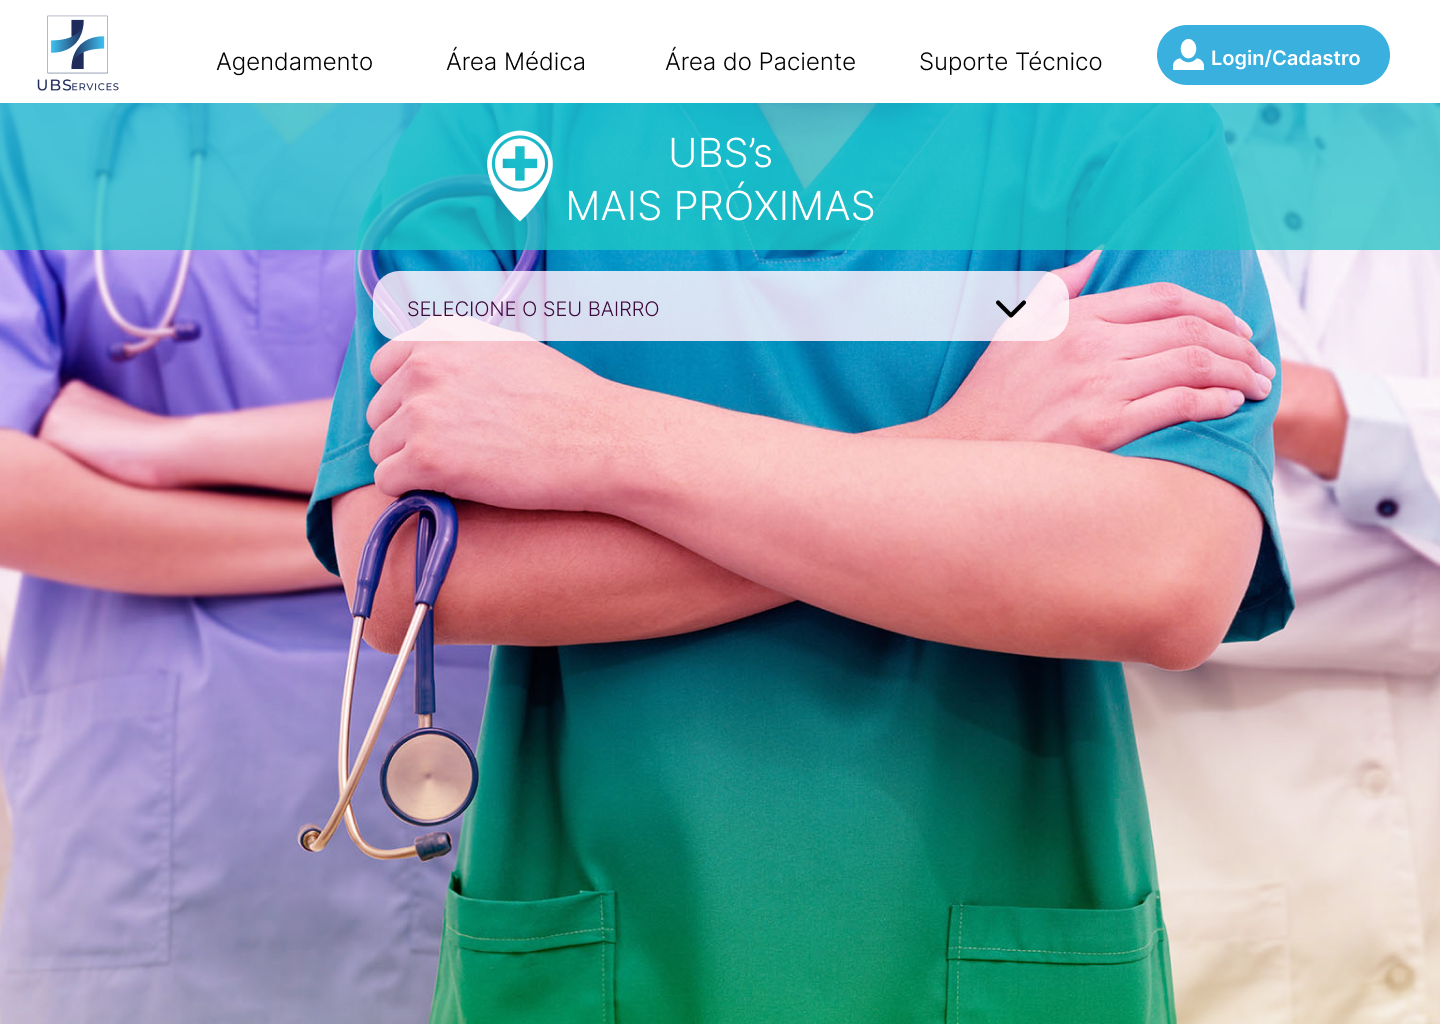 UBServices
Agendamento
Área Médica
Área do Paciente
Suporte Técnico
Login/Cadastro
UBS’s
MAIS PRÓXIMAS
SELECIONE O SEU BAIRRO